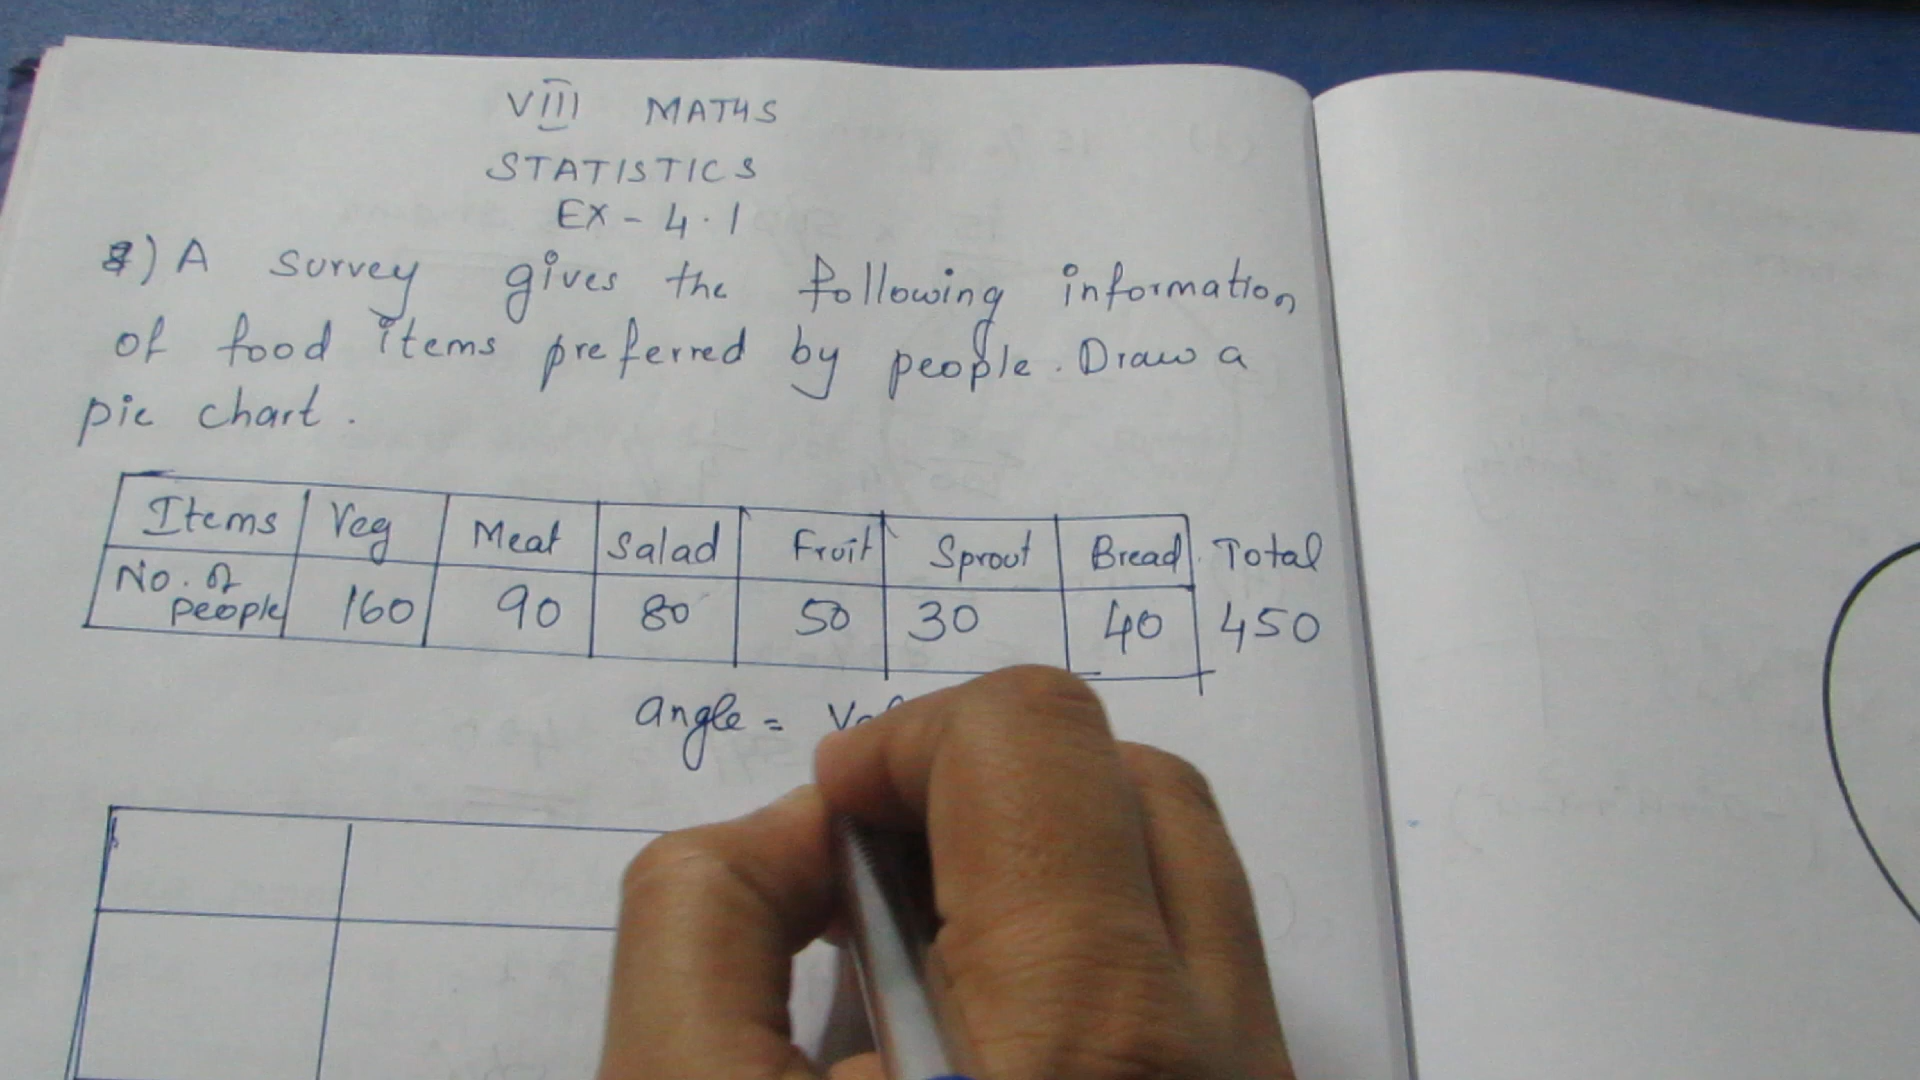 VIII MATHS
STATISTICS
EX - 4.1
8) A survey gives the following information
of food items preferred by people. Draw a
pie chart.
Items Veg Meat Salad Fruit Sprout Bread Total
No. of people 160 90 80 50 30 40 450
angle =